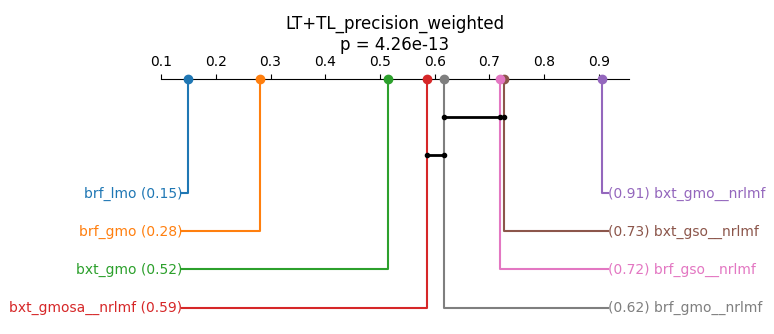 LT+TL_precision_weighted
p = 4.26e-13
0.1 0.2 0.3 0.4 0.5 0.6 0.7 0.8 0.9
brf_lmo (0.15) (0.91) bxt_gmo__nrlmf
brf_gmo (0.28) (0.73) bxt_gso__nrlmf
bxt_gmo (0.52) (0.72) brf_gso__nrlmf
bxt_gmosa__nrlmf (0.59) (0.62) brf_gmo__nrlmf